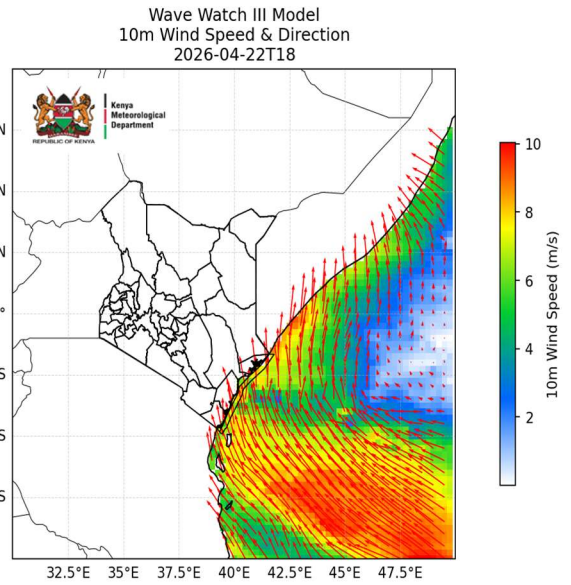 Wave Watch III Model
10m Wind Speed & Direction
2026-04-22T18
Kenya
Meteorological
Department
REPUBLIC OF KENYA
N
N
N
°
S
S
S
32.5°E 35°E 37.5°E 40°E 42.5°E 45°E 47.5°E
10
8
6
4
2
10m Wind Speed (m/s)